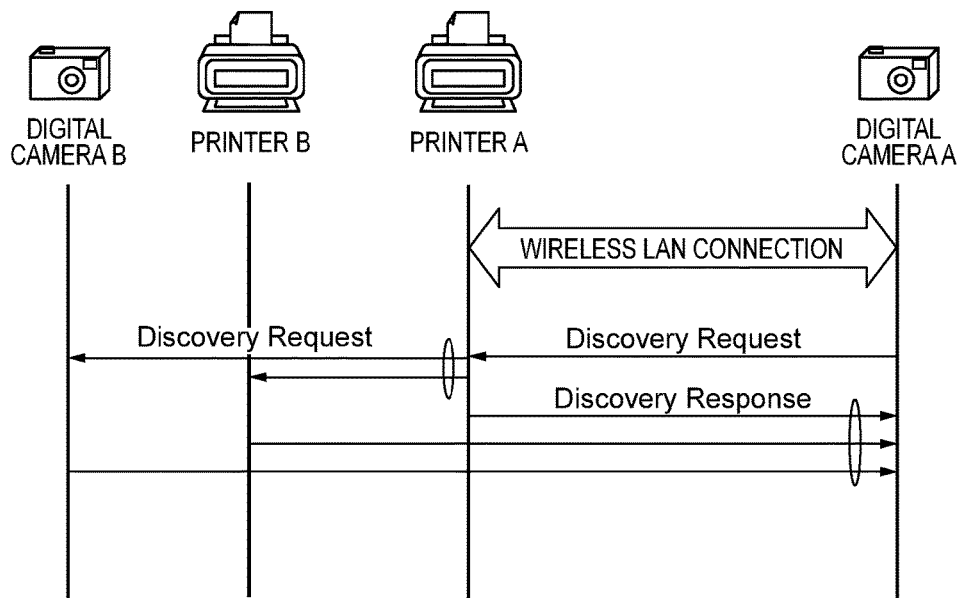 DIGITAL
CAMERA B
PRINTER B
PRINTER A
DIGITAL
CAMERA A
WIRELESS LAN CONNECTION
Discovery Request
Discovery Request
Discovery Response